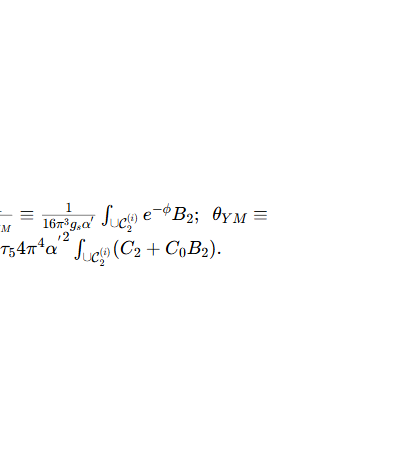 $\frac{}{_{M}} \equiv \frac{1}{16\pi^3 g_s \alpha'} \int_{\cup \mathcal{C}_2^{(i)}} e^{-\phi} B_2; \;\; \theta_{YM} \equiv$
$\tau_5 4\pi^4 \alpha'^2 \int_{\cup \mathcal{C}_2^{(i)}} (C_2 + C_0 B_2).$